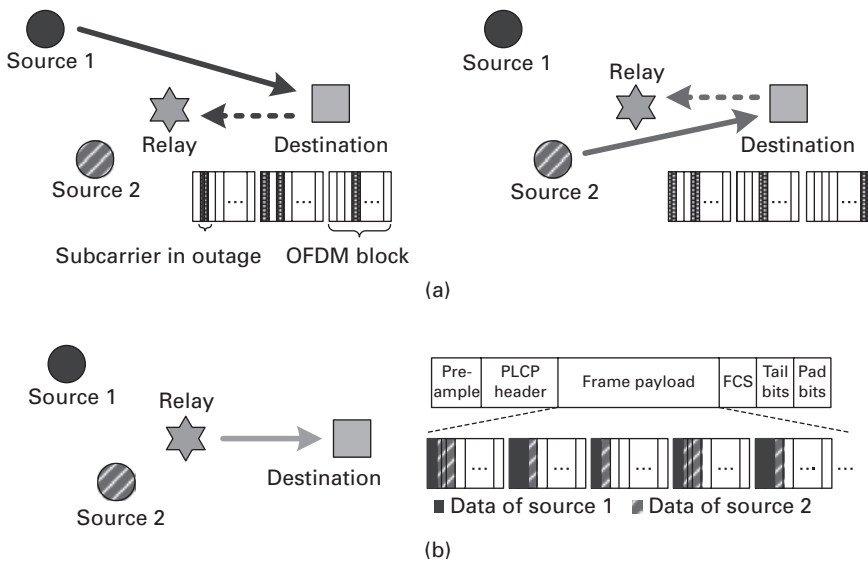 Source 1
Relay
Destination
Source 2
...
...
...
Subcarrier in outage
OFDM block
Source 1
Relay
Destination
Source 2
...
...
...
(a)
Source 1
Relay
Destination
Source 2
Pre-
ample
PLCP
header
Frame payload
FCS
Tail
bits
Pad
bits
...
...
...
...
...
...
Data of source 1
Data of source 2
(b)